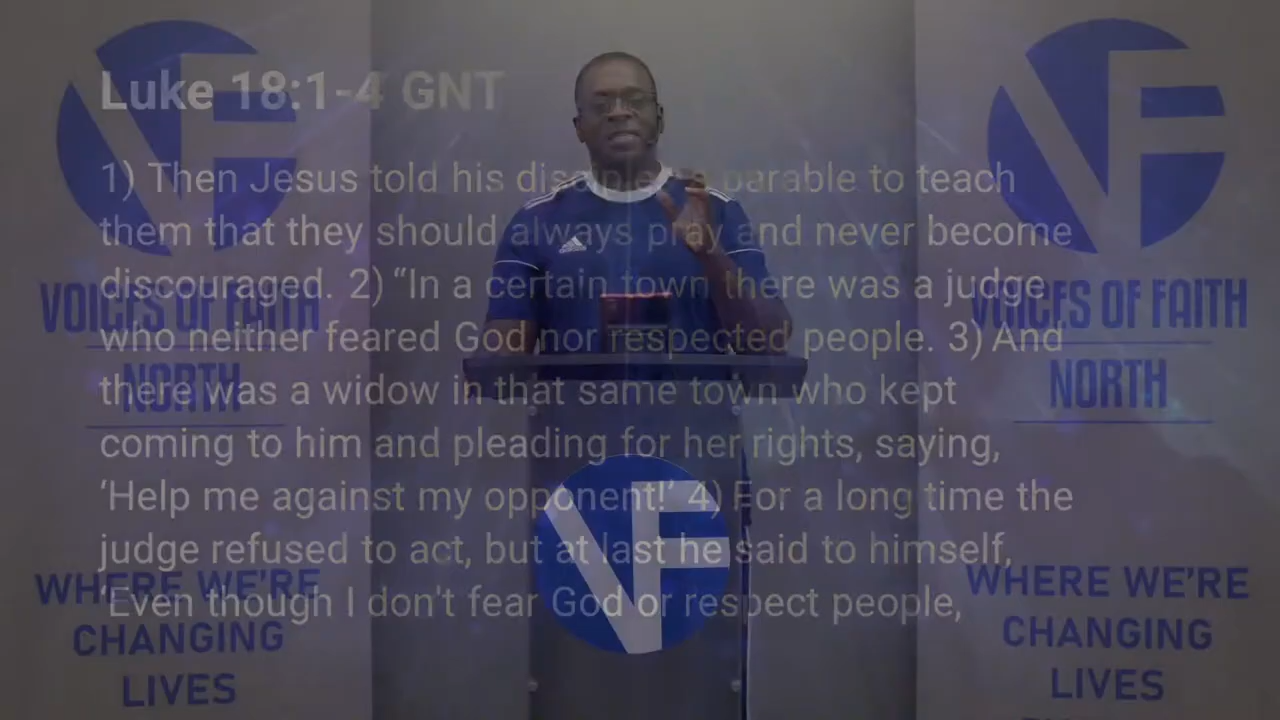 Luke 18:1-4 GNT
1) Then Jesus told his disciples a parable to teach
them that they should always pray and never become
discouraged. 2) “In a certain town there was a judge
who neither feared God nor respected people. 3) And
there was a widow in that same town who kept
coming to him and pleading for her rights, saying,
‘Help me against my opponent!’ 4) For a long time the
judge refused to act, but at last he said to himself,
‘Even though I don't fear God or respect people,
VF
VOICES OF FAITH
NORTH
WHERE WE'RE
CHANGING
LIVES
VF
VF
VOICES OF FAITH
NORTH
WHERE WE'RE
CHANGING
LIVES